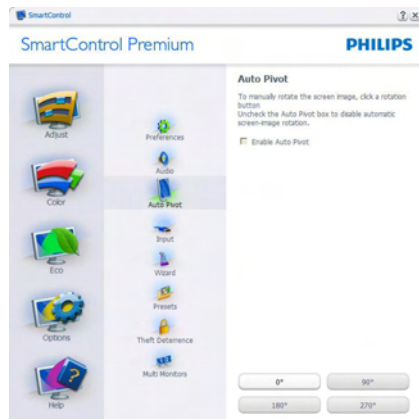 SmartControl
SmartControl Premium
PHILIPS
Adjust
Color
Eco
Options
Help
Preferences
Audio
Auto Pivot
Input
Wizard
Presets
Theft Deterrence
Multi Monitors
Auto Pivot
To manually rotate the screen image, click a rotation
button
Uncheck the Auto Pivot box to disable automatic
screen-image rotation.
Enable Auto Pivot
0°
90°
180°
270°